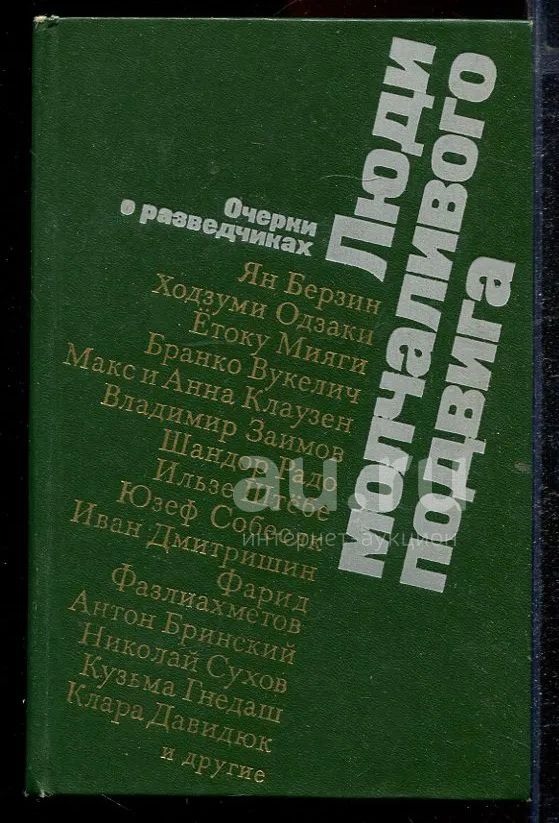 Люди
молчаливого
подвига
Очерки
о разведчиках
Ян Берзин
Ходзуми Одзаки
Ётоку Мияги
Бранко Вукелич
Макс и Анна Клаузен
Владимир Заимов
Шандор Радо
Ильзе Штёбе
Юзеф Собесяк
Иван Дмитришин
Фарид
Фазлиахметов
Антон Бринский
Николай Сухов
Кузьма Гнедаш
Клара Давидюк
и другие
au.ru
интернет аукцион